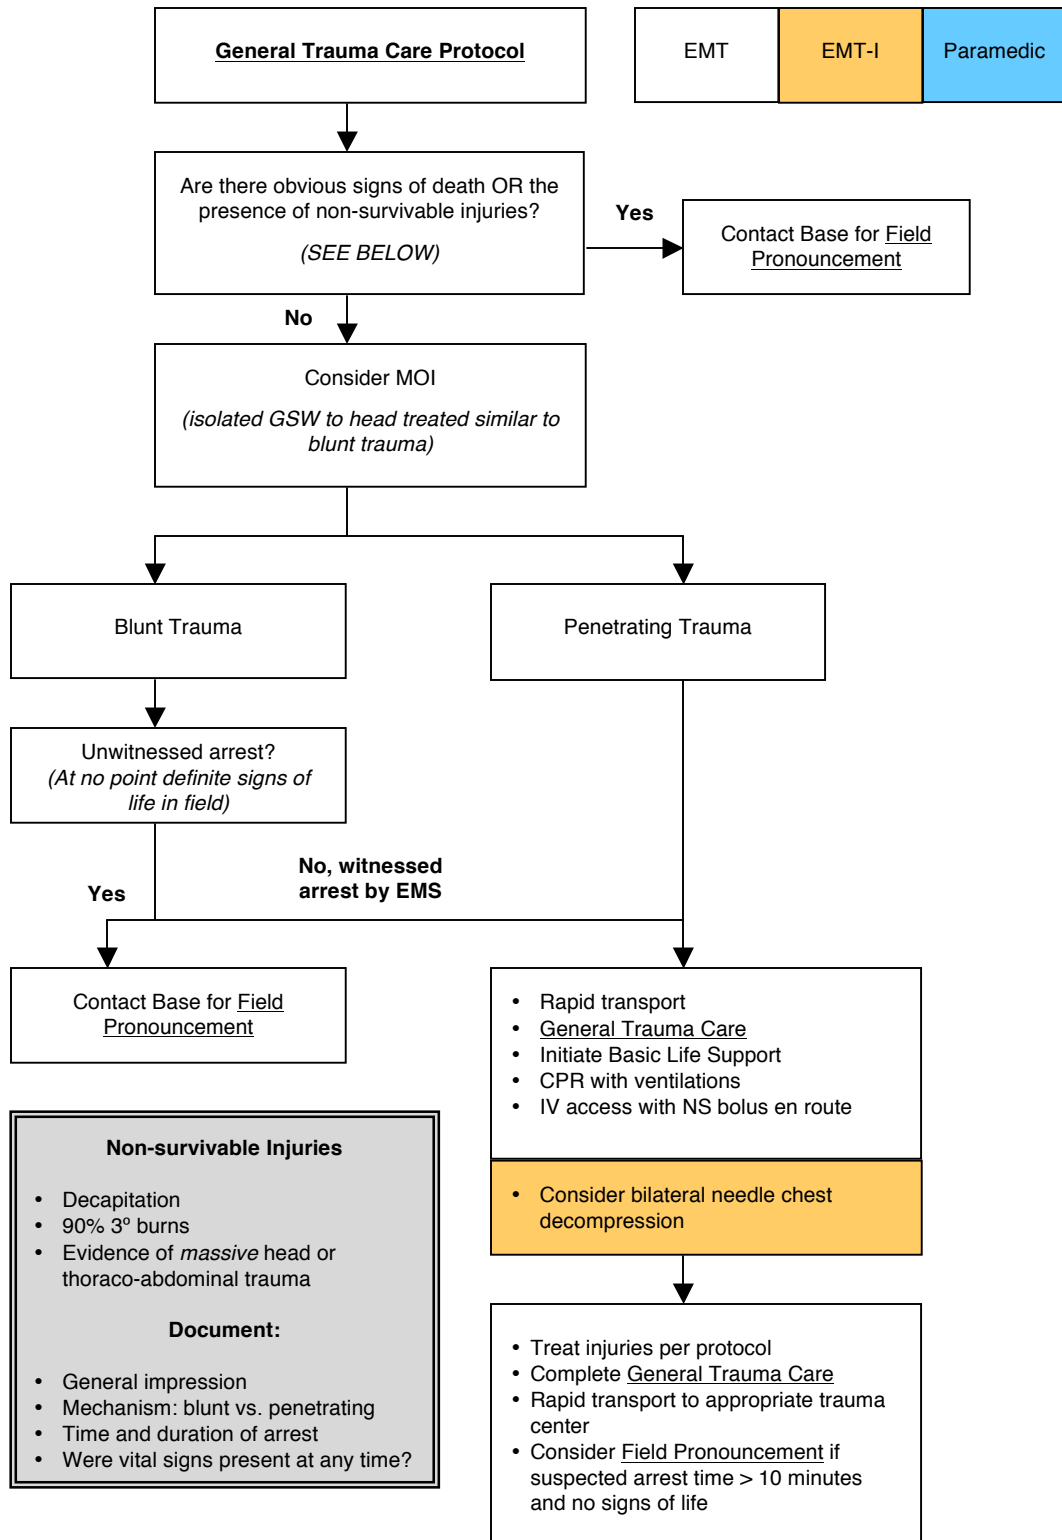 General Trauma Care Protocol
EMT
EMT-I
Paramedic
Are there obvious signs of death OR the
presence of non-survivable injuries?
(SEE BELOW)
Yes
Contact Base for Field
Pronouncement
No
Consider MOI
(isolated GSW to head treated similar to
blunt trauma)
Blunt Trauma
Penetrating Trauma
Unwitnessed arrest?
(At no point definite signs of
life in field)
Yes
No, witnessed
arrest by EMS
Contact Base for Field
Pronouncement
• Rapid transport
• General Trauma Care
• Initiate Basic Life Support
• CPR with ventilations
• IV access with NS bolus en route
• Consider bilateral needle chest
decompression
Non-survivable Injuries
• Decapitation
• 90% 3º burns
• Evidence of massive head or
thoraco-abdominal trauma
Document:
• General impression
• Mechanism: blunt vs. penetrating
• Time and duration of arrest
• Were vital signs present at any time?
• Treat injuries per protocol
• Complete General Trauma Care
• Rapid transport to appropriate trauma
center
• Consider Field Pronouncement if
suspected arrest time > 10 minutes
and no signs of life